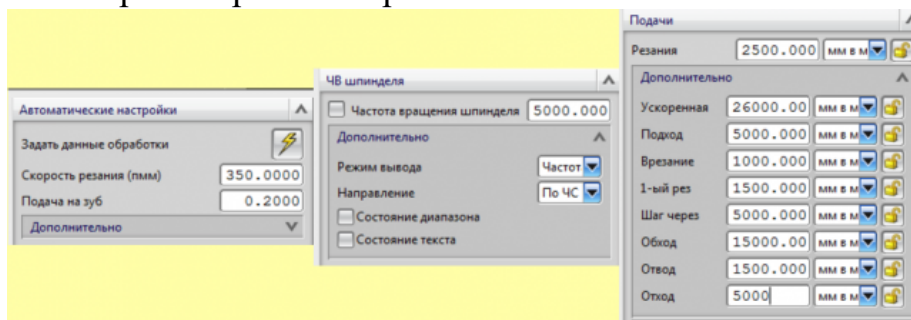 Автоматические настройки
Задать данные обработки
Скорость резания (пмм) 350.0000
Подача на зуб 0.2000
Дополнительно
ЧВ шпинделя
Частота вращения шпинделя 5000.000
Дополнительно
Режим вывода Частот
Направление По ЧС
Состояние диапазона
Состояние текста
Подачи
Резания 2500.000 мм в м
Дополнительно
Ускоренная 26000.00 мм в м
Подход 5000.000 мм в м
Врезание 1000.000 мм в м
1-ый рез 1500.000 мм в м
Шаг через 5000.000 мм в м
Обход 15000.00 мм в м
Отвод 1500.000 мм в м
Отход 5000 мм в м